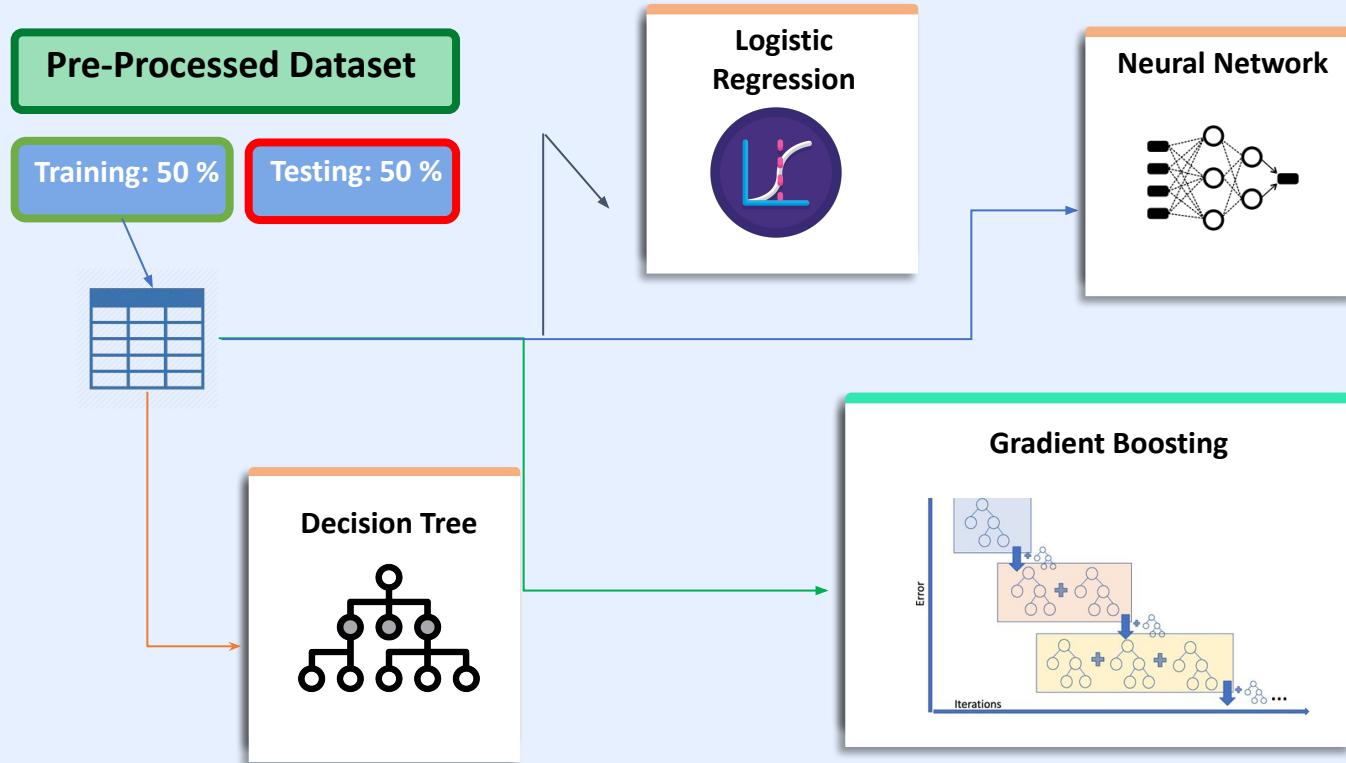 Pre-Processed Dataset
Training: 50 %
Testing: 50 %
Logistic
Regression
Neural Network
Decision Tree
Gradient Boosting
Error
Iterations
...